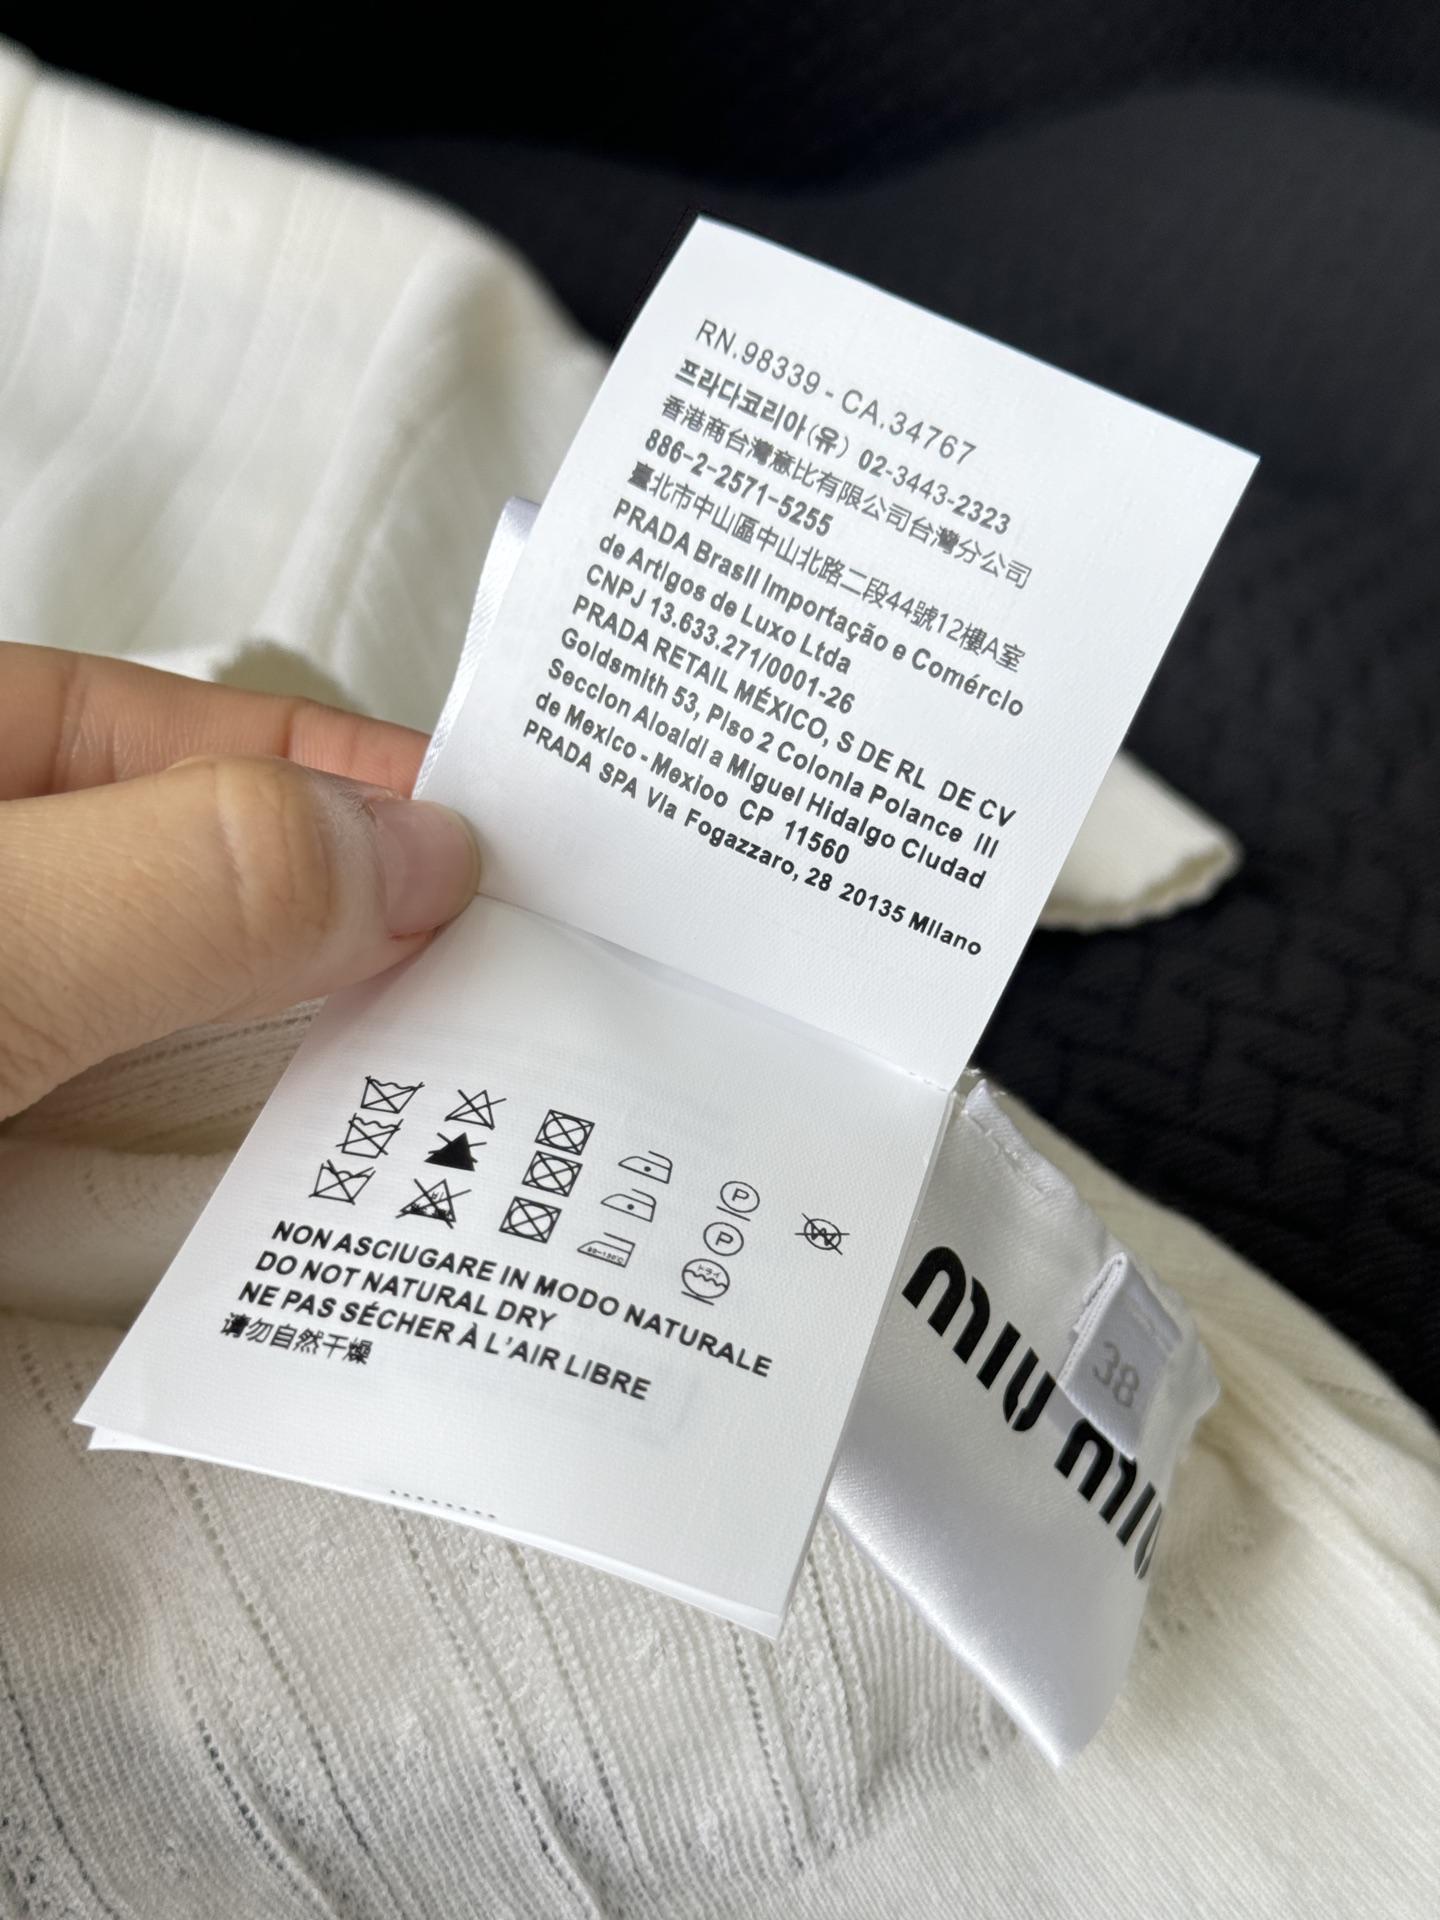 RN.98339 - CA.34767
프라다코리아(유) 02-3443-2323
香港商台灣意比有限公司台灣分公司
886-2-2571-5255
臺北市中山區中山北路二段44號12樓A室
PRADA Brasil Importação e Comércio
de Artigos de Luxo Ltda
CNPJ 13.633.271/0001-26
PRADA RETAIL MÉXICO, S DE RL DE CV
Goldsmith 53, Piso 2 Colonia Polance III
Seccion Aloaldi a Miguel Hidalgo Ciudad
de Mexico - Mexioo CP 11560
PRADA SPA Via Fogazzaro, 28 20135 Milano
P
P
W
ドライ
NON ASCIUGARE IN MODO NATURALE
DO NOT NATURAL DRY
NE PAS SÉCHER À L'AIR LIBRE
请勿自然干燥
miu miu
38